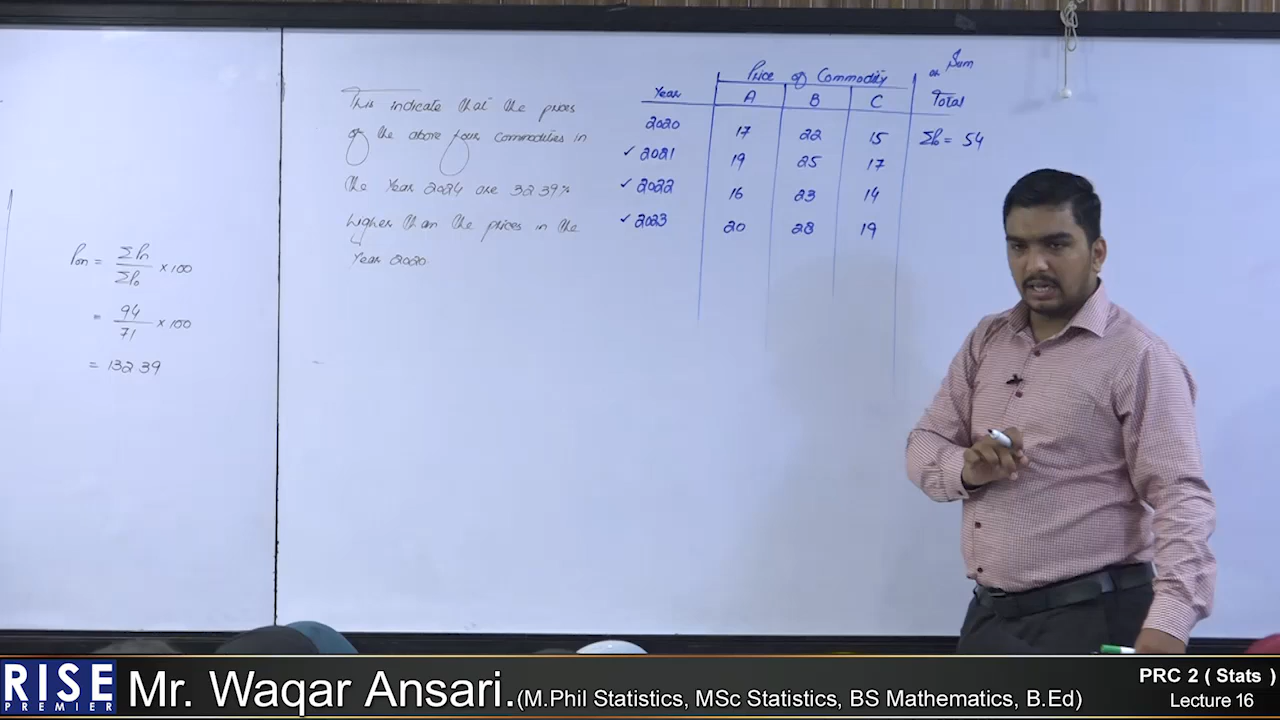 Pon = ΣPn / ΣPo × 100
= 94 / 71 × 100
= 132.39
This indicate that the prices
of the above four commodities in
the Year 2024 are 32.39%
higher than the prices in the
Year 2020
Price of Commodity or Sum
Year A B C Total
2020 17 22 15 ΣPo = 54
✓ 2021 19 25 17
✓ 2022 16 23 14
✓ 2023 20 28 19
RISE
PREMIER
Mr. Waqar Ansari.(M.Phil Statistics, MSc Statistics, BS Mathematics, B.Ed)
PRC 2 ( Stats )
Lecture 16